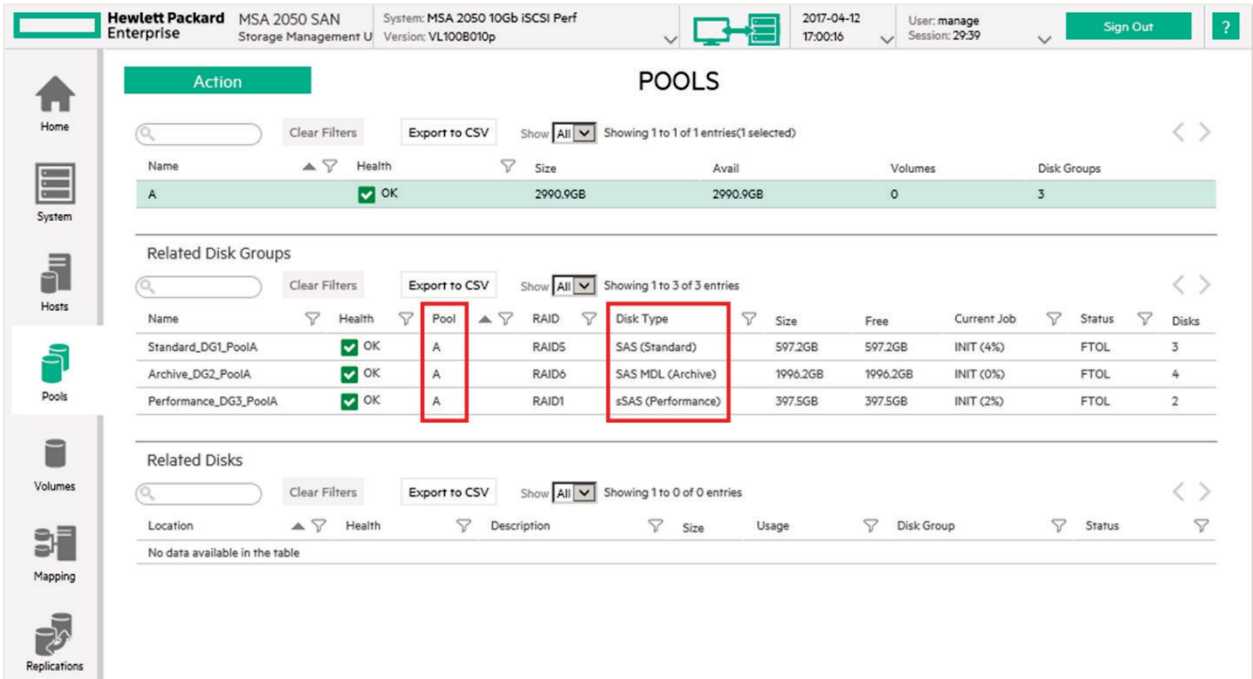 Hewlett Packard Enterprise
MSA 2050 SAN
Storage Management U
System: MSA 2050 10Gb iSCSI Perf
Version: VL100B010p
2017-04-12
17:00:16
User: manage
Session: 29:39
Sign Out
?
Home
System
Hosts
Pools
Volumes
Mapping
Replications
Action
POOLS
Clear Filters Export to CSV Show All Showing 1 to 1 of 1 entries(1 selected)
Name Health Size Avail Volumes Disk Groups
A OK 2990.9GB 2990.9GB 0 3
Related Disk Groups
Clear Filters Export to CSV Show All Showing 1 to 3 of 3 entries
Name Health Pool RAID Disk Type Size Free Current Job Status Disks
Standard_DG1_PoolA OK A RAID5 SAS (Standard) 597.2GB 597.2GB INIT (4%) FTOL 3
Archive_DG2_PoolA OK A RAID6 SAS MDL (Archive) 1996.2GB 1996.2GB INIT (0%) FTOL 4
Performance_DG3_PoolA OK A RAID1 sSAS (Performance) 397.5GB 397.5GB INIT (2%) FTOL 2
Related Disks
Clear Filters Export to CSV Show All Showing 1 to 0 of 0 entries
Location Health Description Size Usage Disk Group Status
No data available in the table